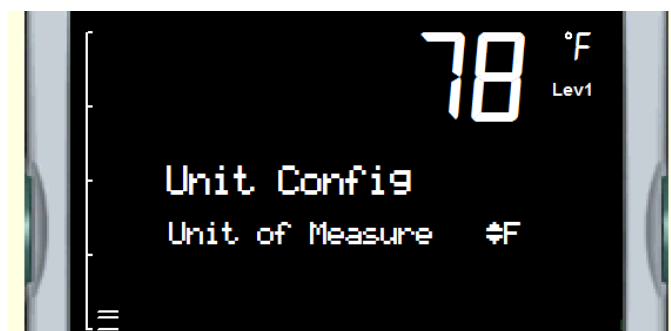 78 °F
Lev1
Unit Config
Unit of Measure ♦F